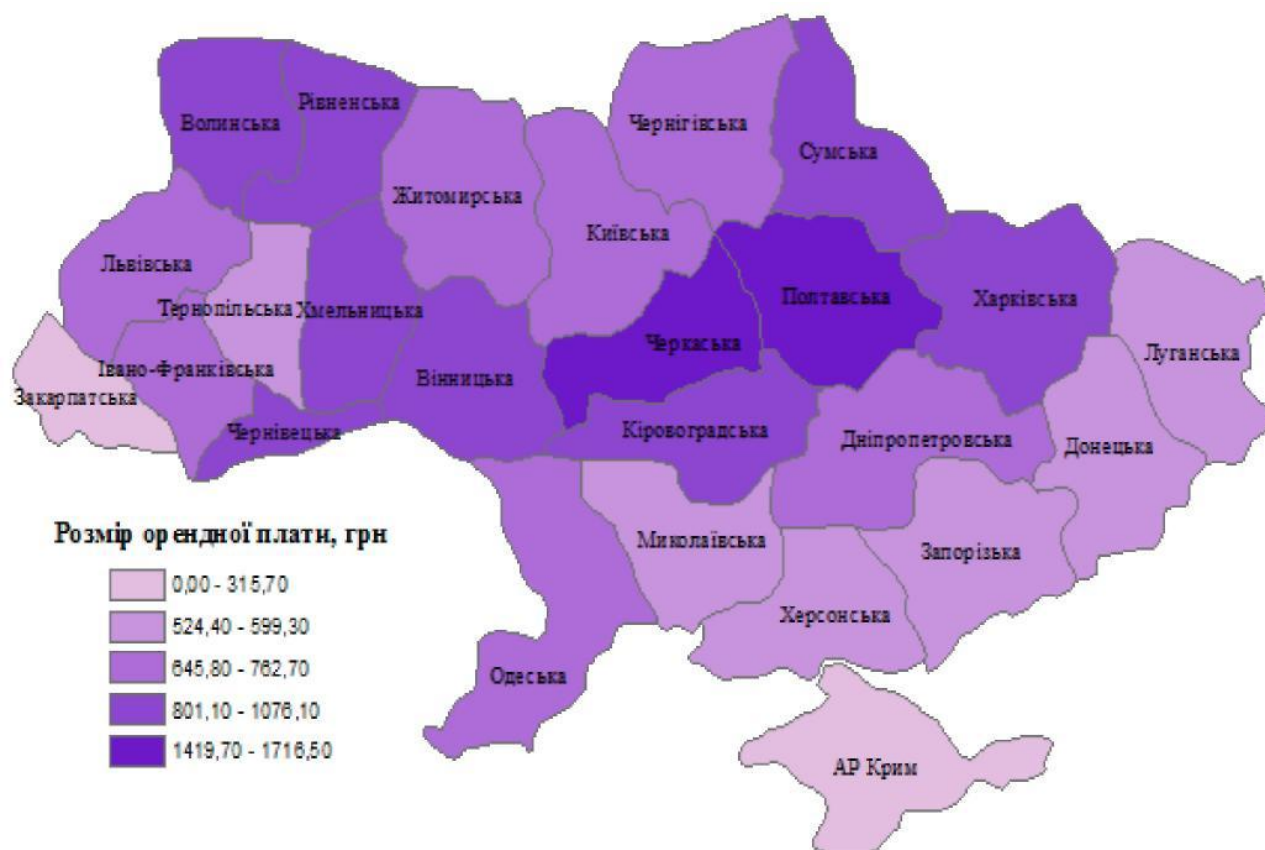 Рівненська
Волинська
Чернігівська
Сумська
Житомирська
Київська
Львівська
Тернопільська
Хмельницька
Полтавська
Харківська
Черкаська
Луганська
Івано-Франківська
Вінницька
Закарпатська
Чернівецька
Кіровоградська
Дніпропетровська
Донецька
Миколаївська
Запорізька
Херсонська
Одеська
АР Крим
Розмір орендної плати, грн
0,00 - 315,70
524,40 - 599,30
645,80 - 762,70
801,10 - 1076,10
1419,70 - 1716,50